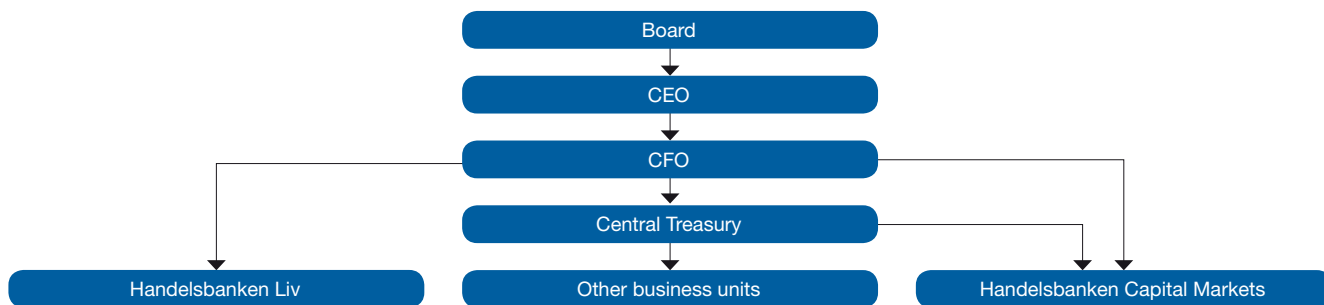 Board
CEO
CFO
Central Treasury
Handelsbanken Liv
Other business units
Handelsbanken Capital Markets